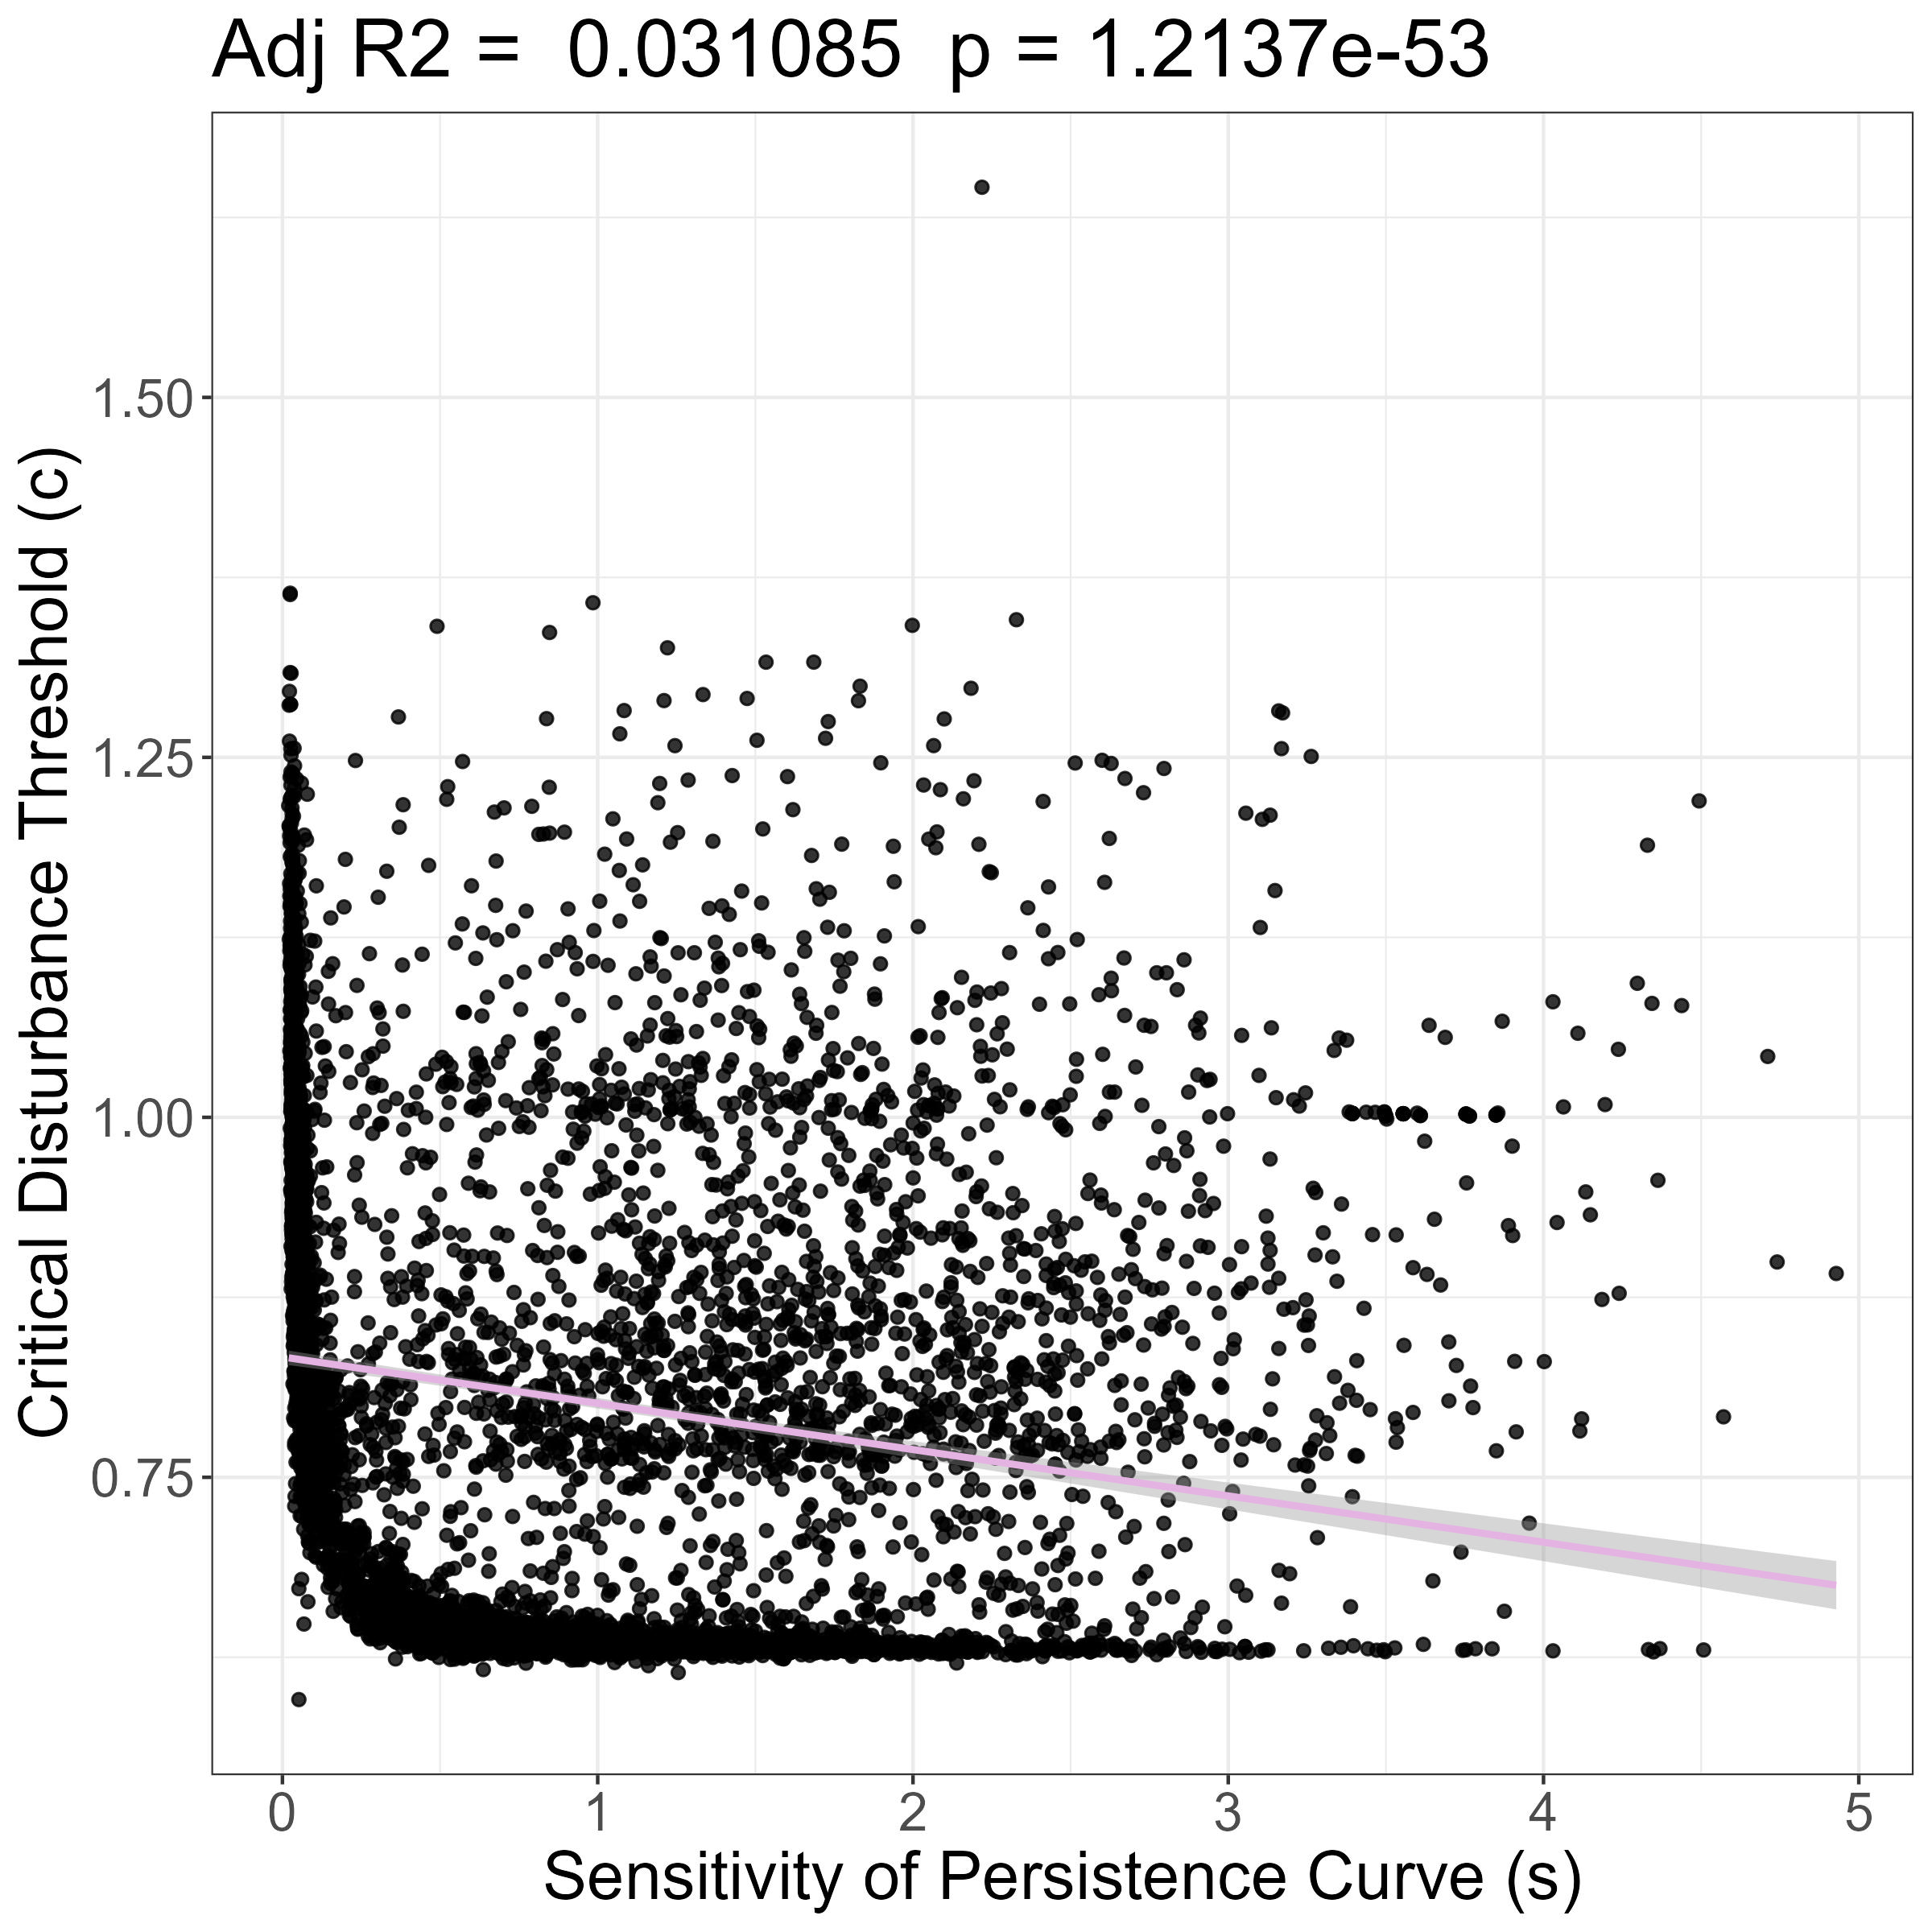 Adj R2 = 0.031085 p = 1.2137e-53
Critical Disturbance Threshold (c)
1.50
1.25
1.00
0.75
0 1 2 3 4 5
Sensitivity of Persistence Curve (s)